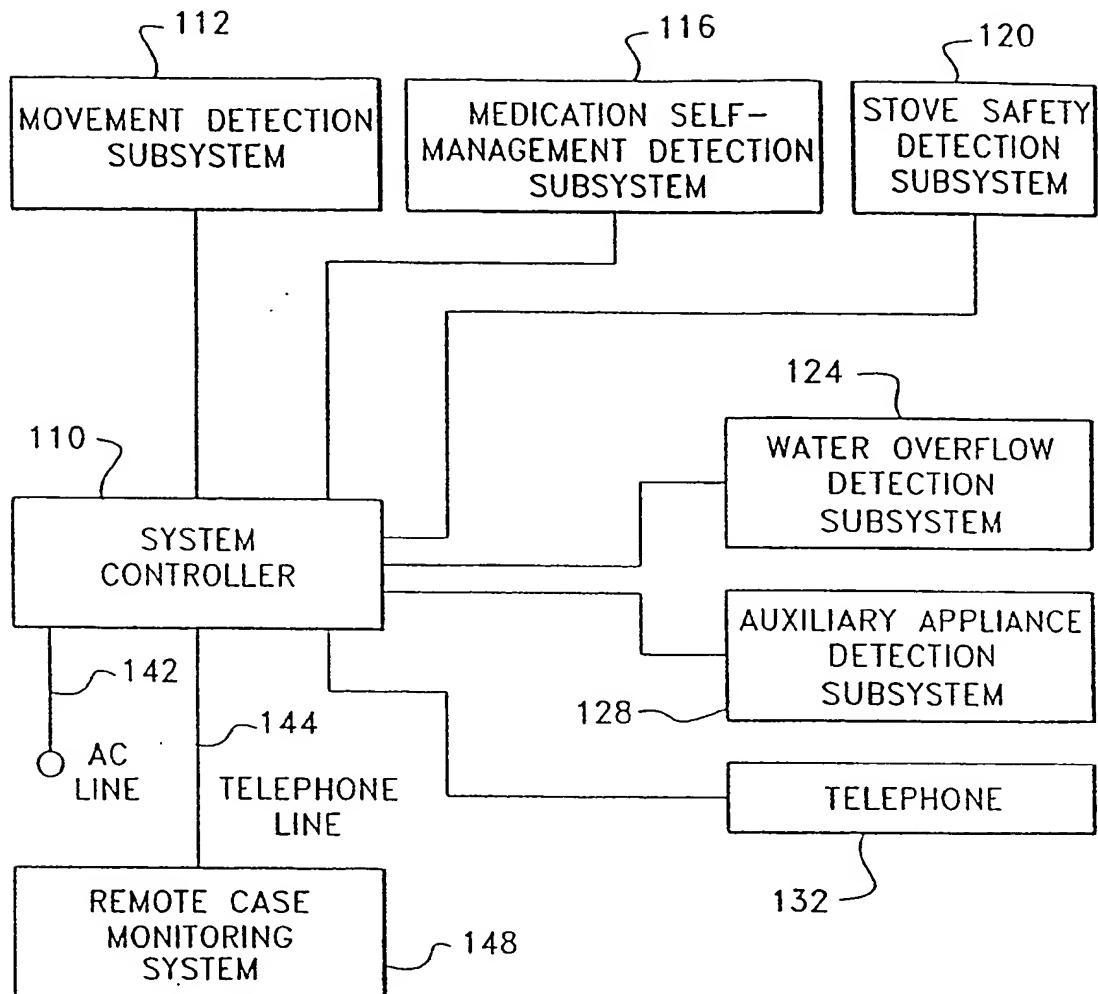 112
116
120
MOVEMENT DETECTION
SUBSYSTEM
MEDICATION SELF-
MANAGEMENT DETECTION
SUBSYSTEM
STOVE SAFETY
DETECTION
SUBSYSTEM
124
110
WATER OVERFLOW
DETECTION
SUBSYSTEM
SYSTEM
CONTROLLER
AUXILIARY APPLIANCE
DETECTION
SUBSYSTEM
142
128
144
AC
LINE
TELEPHONE
LINE
TELEPHONE
132
REMOTE CASE
MONITORING
SYSTEM
148